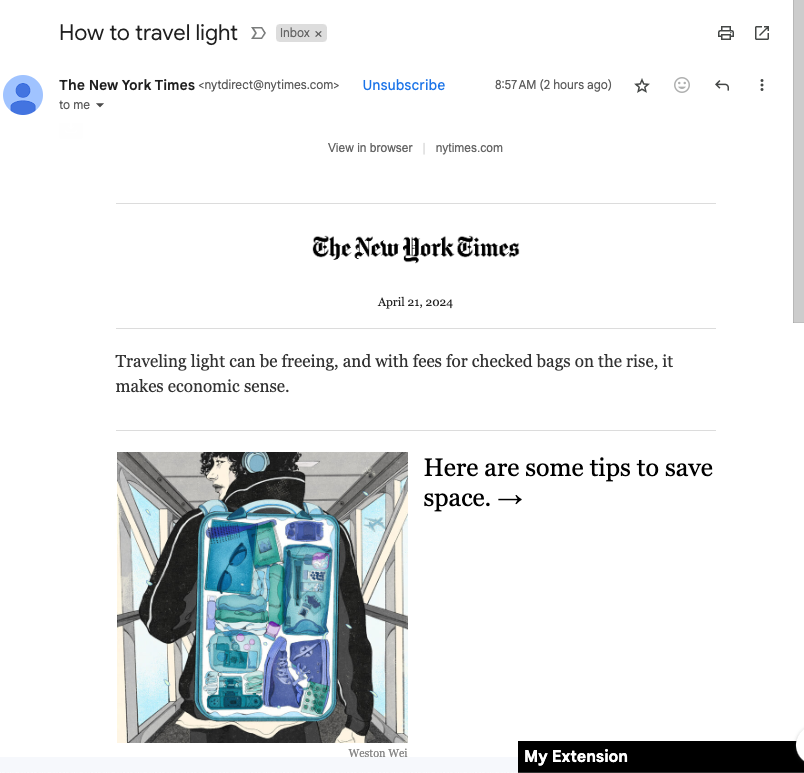 How to travel light
Inbox ×
The New York Times <nytdirect@nytimes.com> Unsubscribe 8:57 AM (2 hours ago)
to me
View in browser | nytimes.com
The New York Times
April 21, 2024
Traveling light can be freeing, and with fees for checked bags on the rise, it
makes economic sense.
Here are some tips to save
space. →
Weston Wei
My Extension